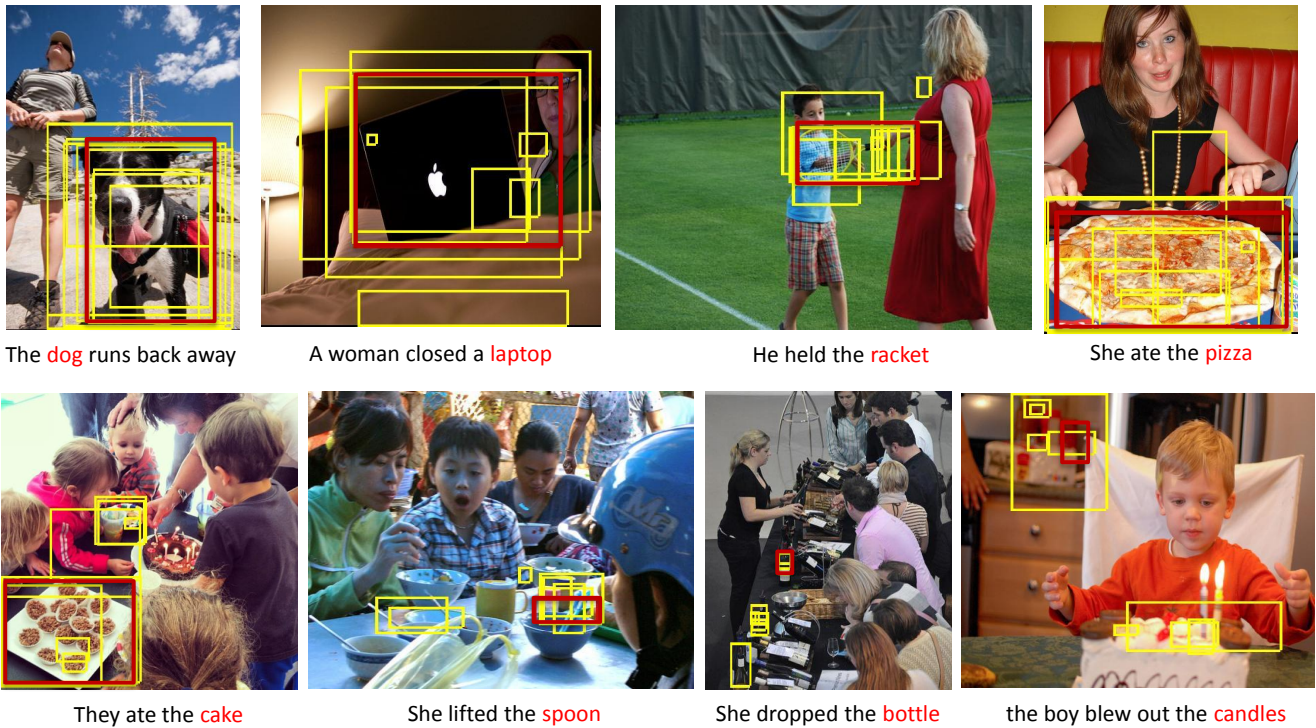 The dog runs back away
A woman closed a laptop
He held the racket
She ate the pizza
They ate the cake
She lifted the spoon
She dropped the bottle
the boy blew out the candles